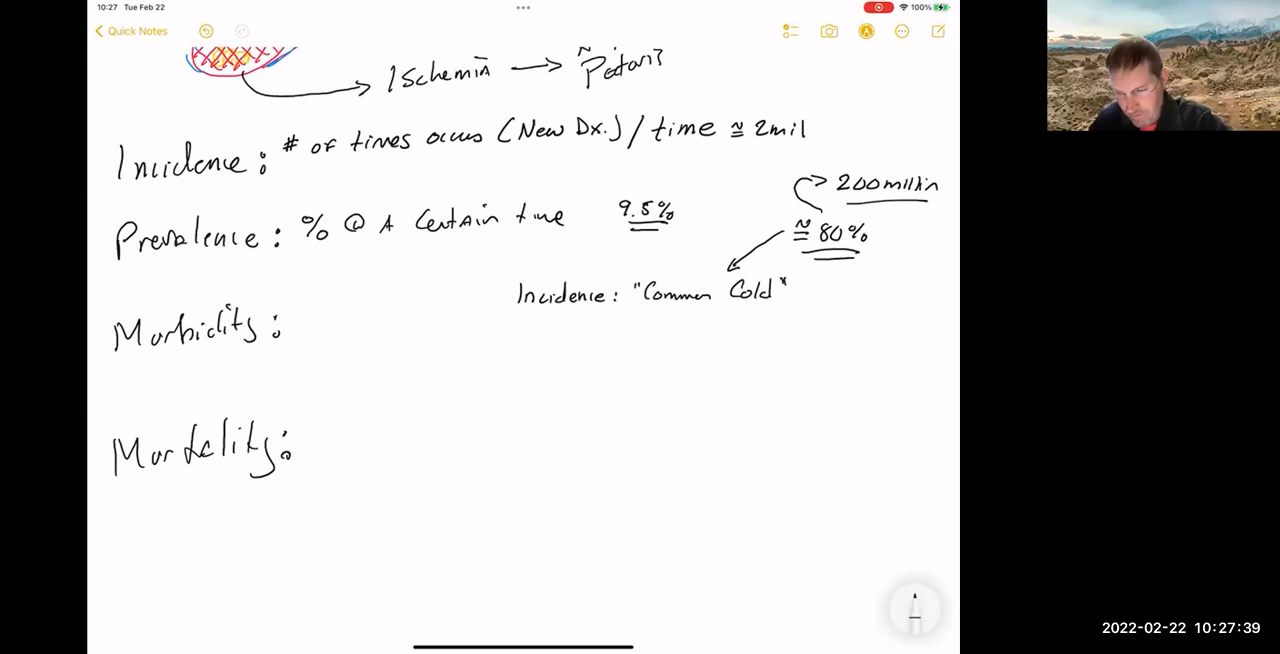 10:27 Tue Feb 22
100%
Quick Notes
Ischemia →
Incidence: # of times occurs (New Dx.) / time ≅ 2mil
200 million
Prevalence: % @ A Certain time 9.5% ≅ 80%
Incidence: "Common Cold"
Morbidity:
Mortality:
2022-02-22 10:27:39